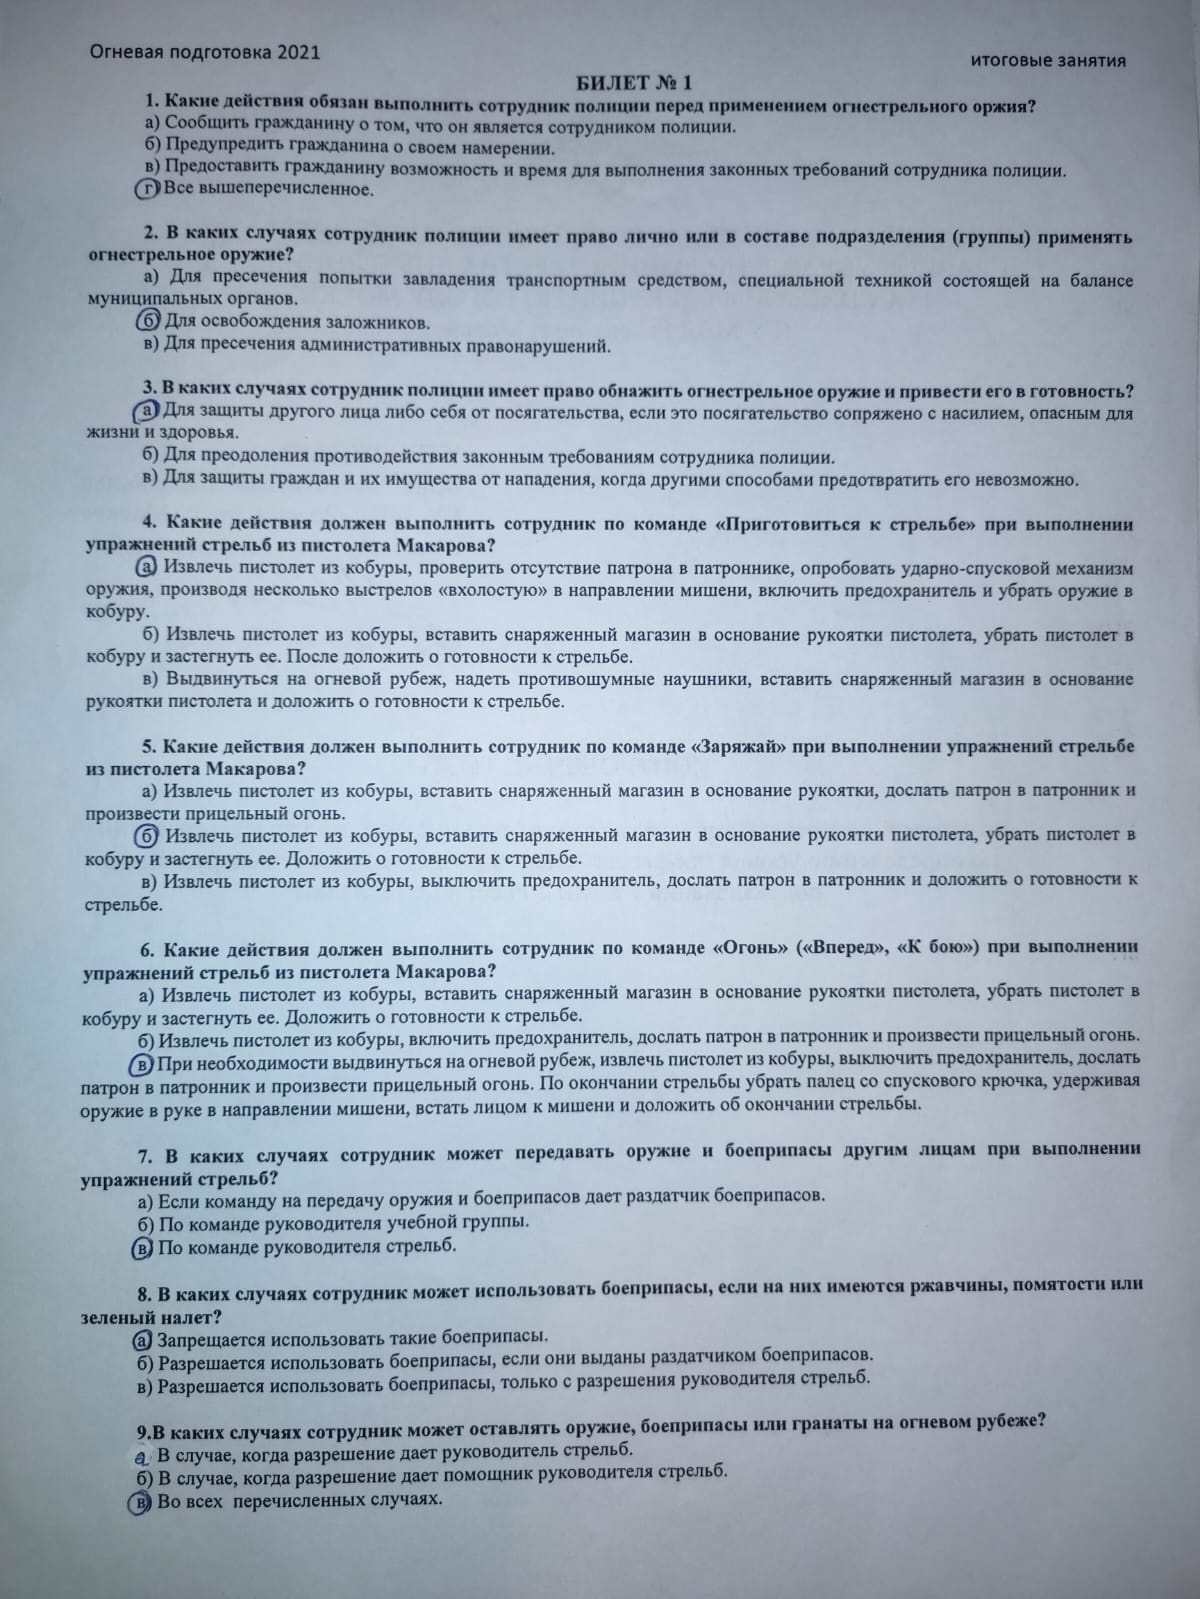 Огневая подготовка 2021
итоговые занятия
БИЛЕТ № 1
1. Какие действия обязан выполнить сотрудник полиции перед применением огнестрельного оржия?
а) Сообщить гражданину о том, что он является сотрудником полиции.
б) Предупредить гражданина о своем намерении.
в) Предоставить гражданину возможность и время для выполнения законных требований сотрудника полиции.
г) Все вышеперечисленное.
2. В каких случаях сотрудник полиции имеет право лично или в составе подразделения (группы) применять
огнестрельное оружие?
а) Для пресечения попытки завладения транспортным средством, специальной техникой состоящей на балансе
муниципальных органов.
б) Для освобождения заложников.
в) Для пресечения административных правонарушений.
3. В каких случаях сотрудник полиции имеет право обнажить огнестрельное оружие и привести его в готовность?
а) Для защиты другого лица либо себя от посягательства, если это посягательство сопряжено с насилием, опасным для
жизни и здоровья.
б) Для преодоления противодействия законным требованиям сотрудника полиции.
в) Для защиты граждан и их имущества от нападения, когда другими способами предотвратить его невозможно.
4. Какие действия должен выполнить сотрудник по команде «Приготовиться к стрельбе» при выполнении
упражнений стрельб из пистолета Макарова?
а) Извлечь пистолет из кобуры, проверить отсутствие патрона в патроннике, опробовать ударно-спусковой механизм
оружия, производя несколько выстрелов «вхолостую» в направлении мишени, включить предохранитель и убрать оружие в
кобуру.
б) Извлечь пистолет из кобуры, вставить снаряженный магазин в основание рукоятки пистолета, убрать пистолет в
кобуру и застегнуть ее. После доложить о готовности к стрельбе.
в) Выдвинуться на огневой рубеж, надеть противошумные наушники, вставить снаряженный магазин в основание
рукоятки пистолета и доложить о готовности к стрельбе.
5. Какие действия должен выполнить сотрудник по команде «Заряжай» при выполнении упражнений стрельбе
из пистолета Макарова?
а) Извлечь пистолет из кобуры, вставить снаряженный магазин в основание рукоятки, дослать патрон в патронник и
произвести прицельный огонь.
б) Извлечь пистолет из кобуры, вставить снаряженный магазин в основание рукоятки пистолета, убрать пистолет в
кобуру и застегнуть ее. Доложить о готовности к стрельбе.
в) Извлечь пистолет из кобуры, выключить предохранитель, дослать патрон в патронник и доложить о готовности к
стрельбе.
6. Какие действия должен выполнить сотрудник по команде «Огонь» («Вперед», «К бою») при выполнении
упражнений стрельб из пистолета Макарова?
а) Извлечь пистолет из кобуры, вставить снаряженный магазин в основание рукоятки пистолета, убрать пистолет в
кобуру и застегнуть ее. Доложить о готовности к стрельбе.
б) Извлечь пистолет из кобуры, включить предохранитель, дослать патрон в патронник и произвести прицельный огонь.
в) При необходимости выдвинуться на огневой рубеж, извлечь пистолет из кобуры, выключить предохранитель, дослать
патрон в патронник и произвести прицельный огонь. По окончании стрельбы убрать палец со спускового крючка, удерживая
оружие в руке в направлении мишени, встать лицом к мишени и доложить об окончании стрельбы.
7. В каких случаях сотрудник может передавать оружие и боеприпасы другим лицам при выполнении
упражнений стрельб?
а) Если команду на передачу оружия и боеприпасов дает раздатчик боеприпасов.
б) По команде руководителя учебной группы.
в) По команде руководителя стрельб.
8. В каких случаях сотрудник может использовать боеприпасы, если на них имеются ржавчины, помятости или
зеленый налет?
а) Запрещается использовать такие боеприпасы.
б) Разрешается использовать боеприпасы, если они выданы раздатчиком боеприпасов.
в) Разрешается использовать боеприпасы, только с разрешения руководителя стрельб.
9.В каких случаях сотрудник может оставлять оружие, боеприпасы или гранаты на огневом рубеже?
а В случае, когда разрешение дает руководитель стрельб.
б) В случае, когда разрешение дает помощник руководителя стрельб.
в) Во всех перечисленных случаях.